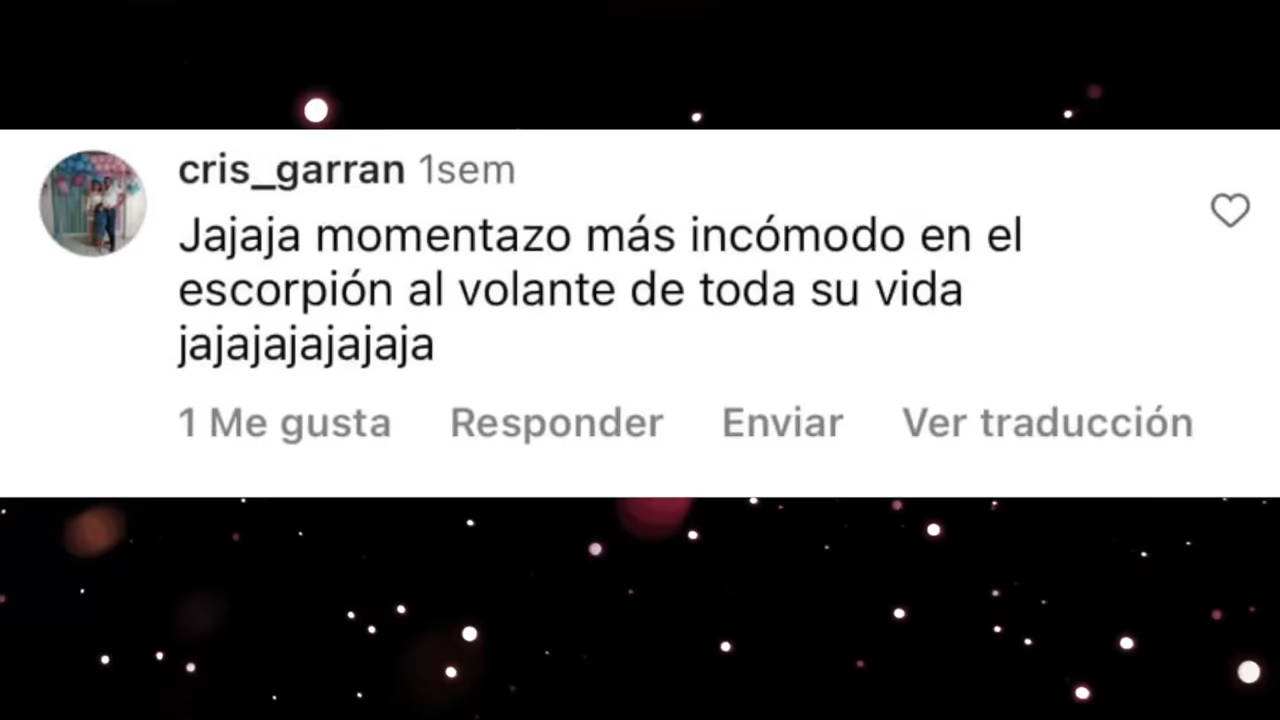 cris_garran 1sem
Jajaja momentazo más incómodo en el
escorpión al volante de toda su vida
jajajajajajaja
1 Me gusta Responder Enviar Ver traducción